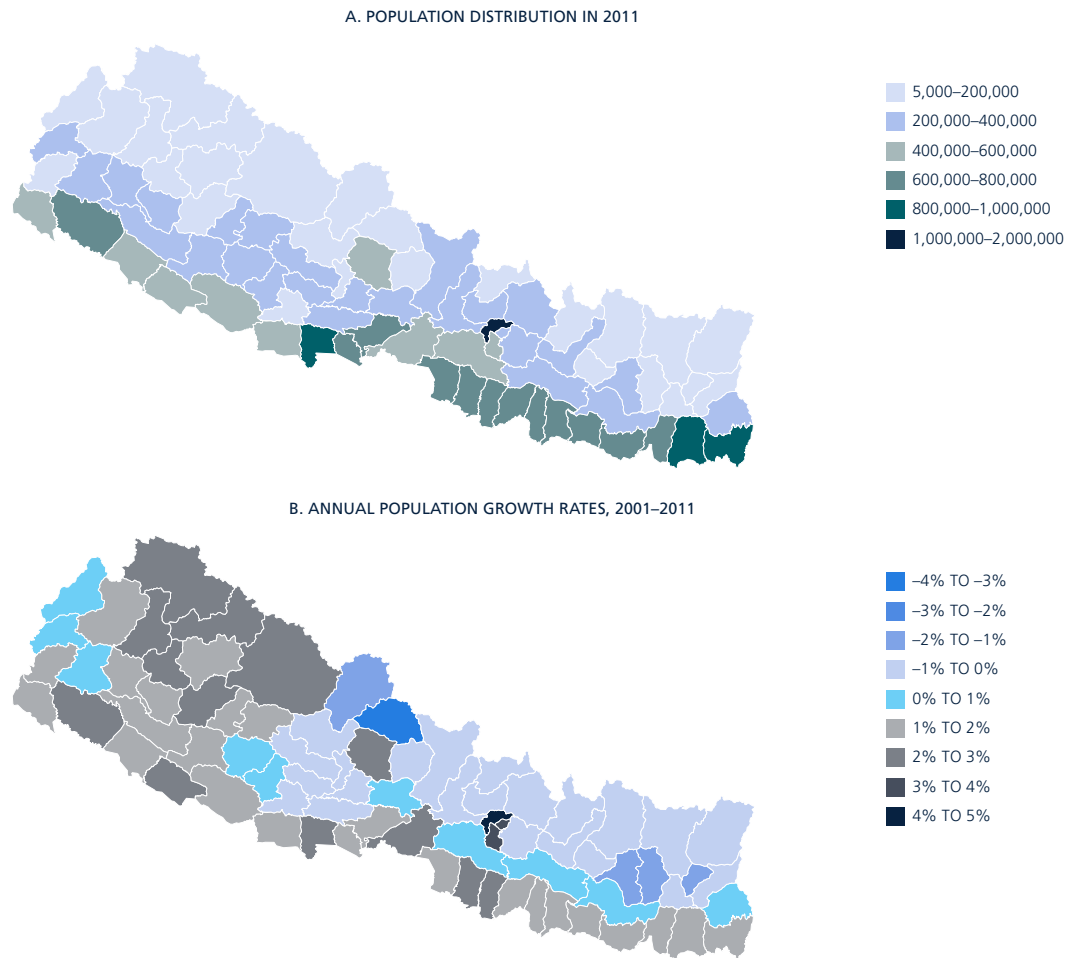 A. POPULATION DISTRIBUTION IN 2011
5,000–200,000
200,000–400,000
400,000–600,000
600,000–800,000
800,000–1,000,000
1,000,000–2,000,000
B. ANNUAL POPULATION GROWTH RATES, 2001–2011
–4% TO –3%
–3% TO –2%
–2% TO –1%
–1% TO 0%
0% TO 1%
1% TO 2%
2% TO 3%
3% TO 4%
4% TO 5%